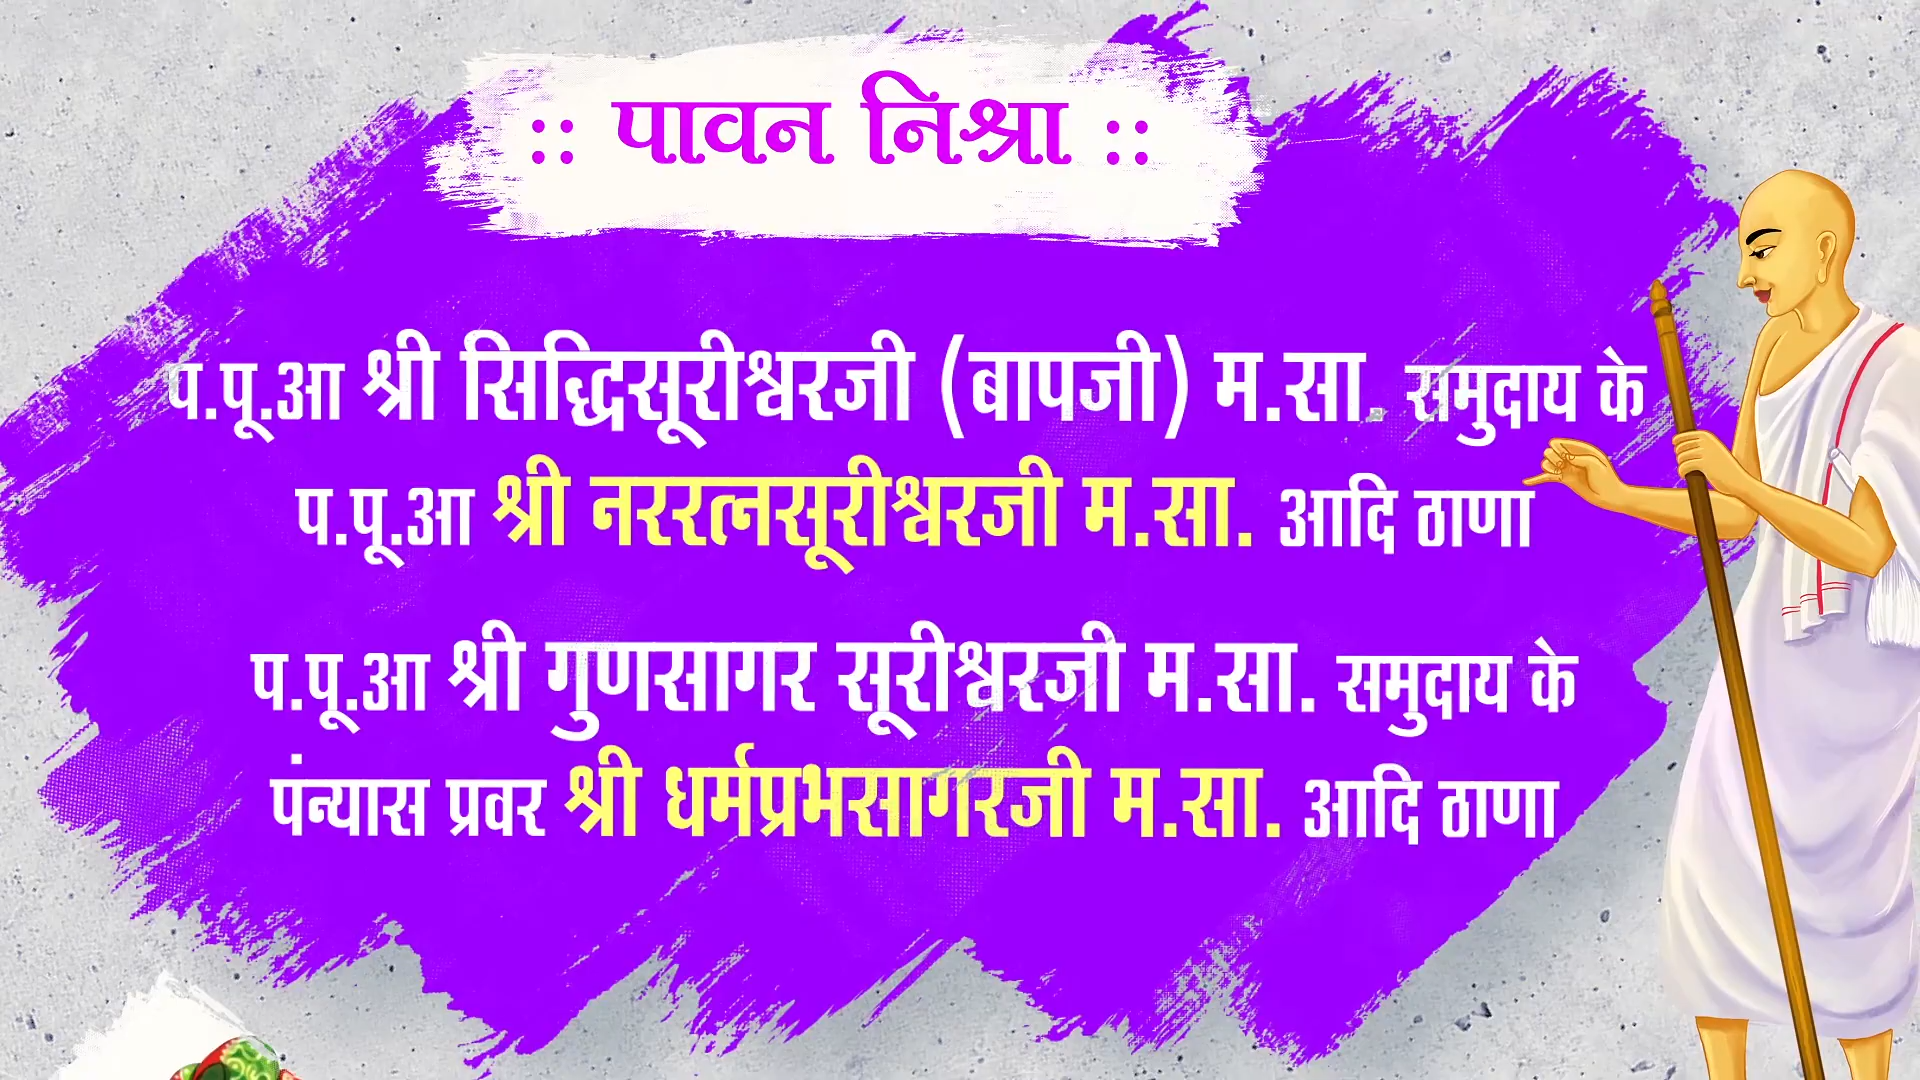 :: पावन निश्रा ::
प.पू.आ श्री सिद्धिसूरीश्वरजी (बापजी) म.सा. समुदाय के
प.पू.आ श्री नररत्नसूरीश्वरजी म.सा. आदि ठाणा
प.पू.आ श्री गुणसागर सूरीश्वरजी म.सा. समुदाय के
पंन्यास प्रवर श्री धर्मप्रभसागरजी म.सा. आदि ठाणा